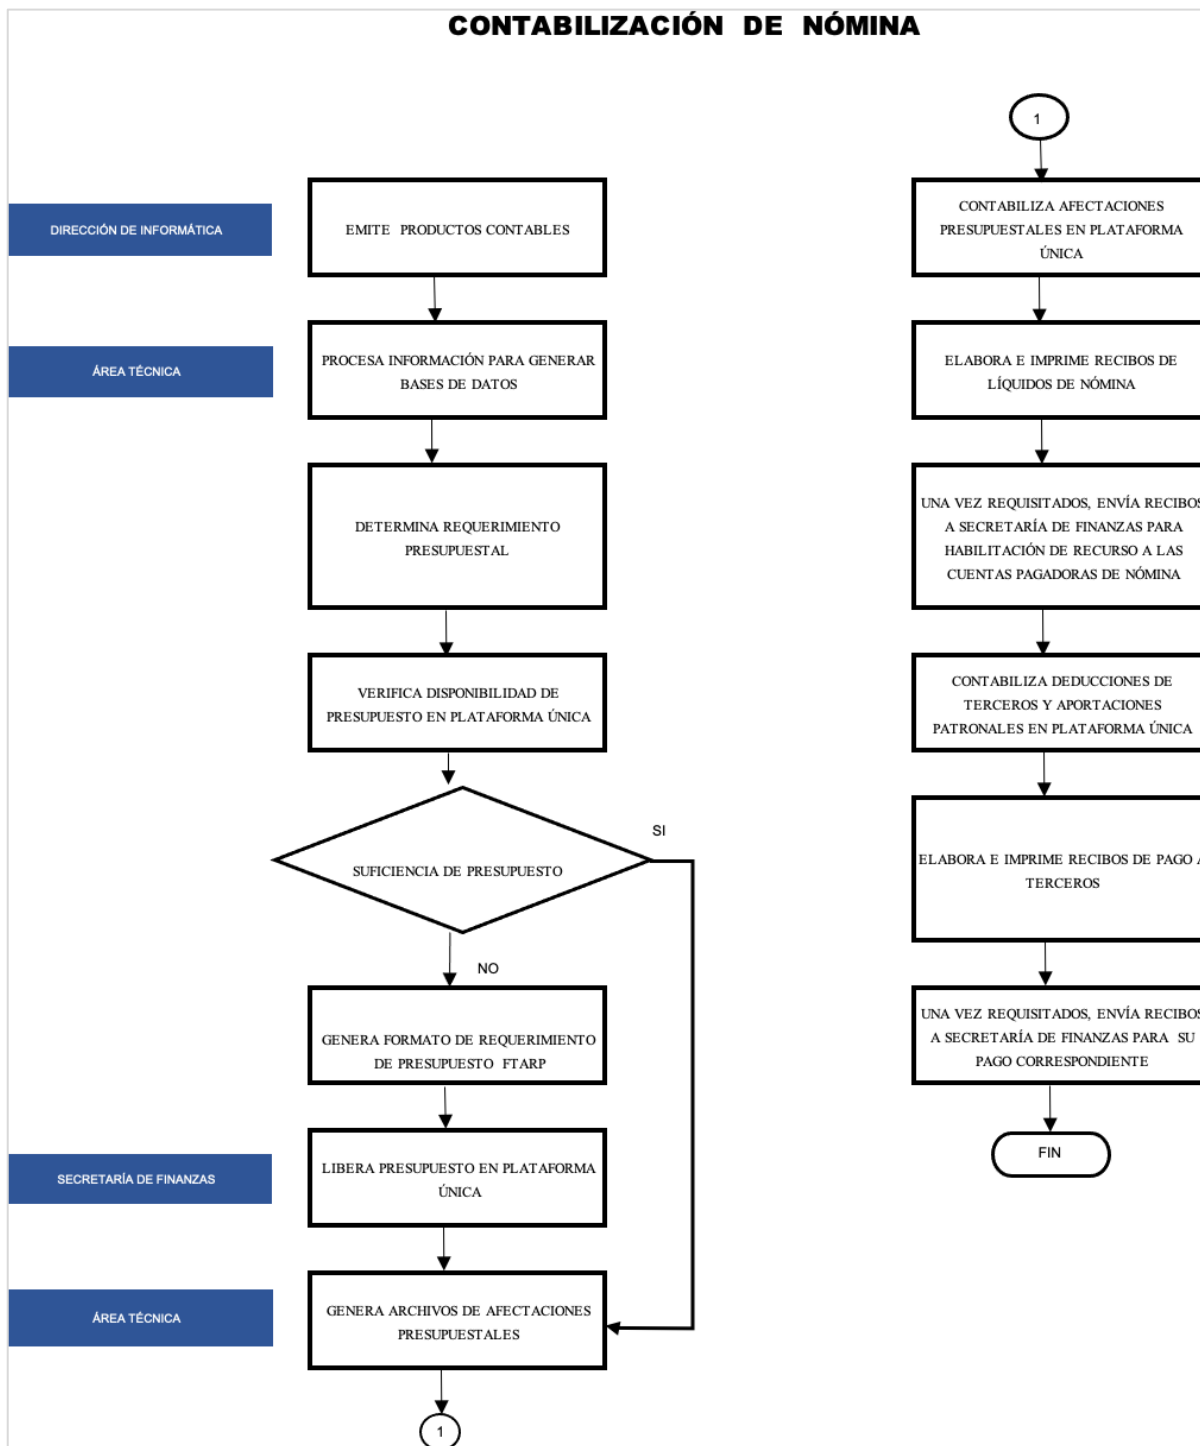 CONTABILIZACIÓN DE NÓMINA
DIRECCIÓN DE INFORMÁTICA
EMITE PRODUCTOS CONTABLES
ÁREA TÉCNICA
PROCESA INFORMACIÓN PARA GENERAR
BASES DE DATOS
DETERMINA REQUERIMIENTO
PRESUPUESTAL
VERIFICA DISPONIBILIDAD DE
PRESUPUESTO EN PLATAFORMA ÚNICA
SUFICIENCIA DE PRESUPUESTO
SI
NO
GENERA FORMATO DE REQUERIMIENTO
DE PRESUPUESTO FTARP
SECRETARÍA DE FINANZAS
LIBERA PRESUPUESTO EN PLATAFORMA
ÚNICA
ÁREA TÉCNICA
GENERA ARCHIVOS DE AFECTACIONES
PRESUPUESTALES
1
1
CONTABILIZA AFECTACIONES
PRESUPUESTALES EN PLATAFORMA
ÚNICA
ELABORA E IMPRIME RECIBOS DE
LÍQUIDOS DE NÓMINA
UNA VEZ REQUISITADOS, ENVÍA RECIBOS
A SECRETARÍA DE FINANZAS PARA
HABILITACIÓN DE RECURSO A LAS
CUENTAS PAGADORAS DE NÓMINA
CONTABILIZA DEDUCCIONES DE
TERCEROS Y APORTACIONES
PATRONALES EN PLATAFORMA ÚNICA
ELABORA E IMPRIME RECIBOS DE PAGO A
TERCEROS
UNA VEZ REQUISITADOS, ENVÍA RECIBOS
A SECRETARÍA DE FINANZAS PARA SU
PAGO CORRESPONDIENTE
FIN